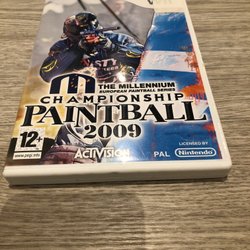 THE MILLENNIUM
EUROPEAN PAINTBALL SERIES
CHAMPIONSHIP
PAINTBALL
2009
12+
www.pegi.info
ACTIVISION
PAL
LICENSED BY
Nintendo